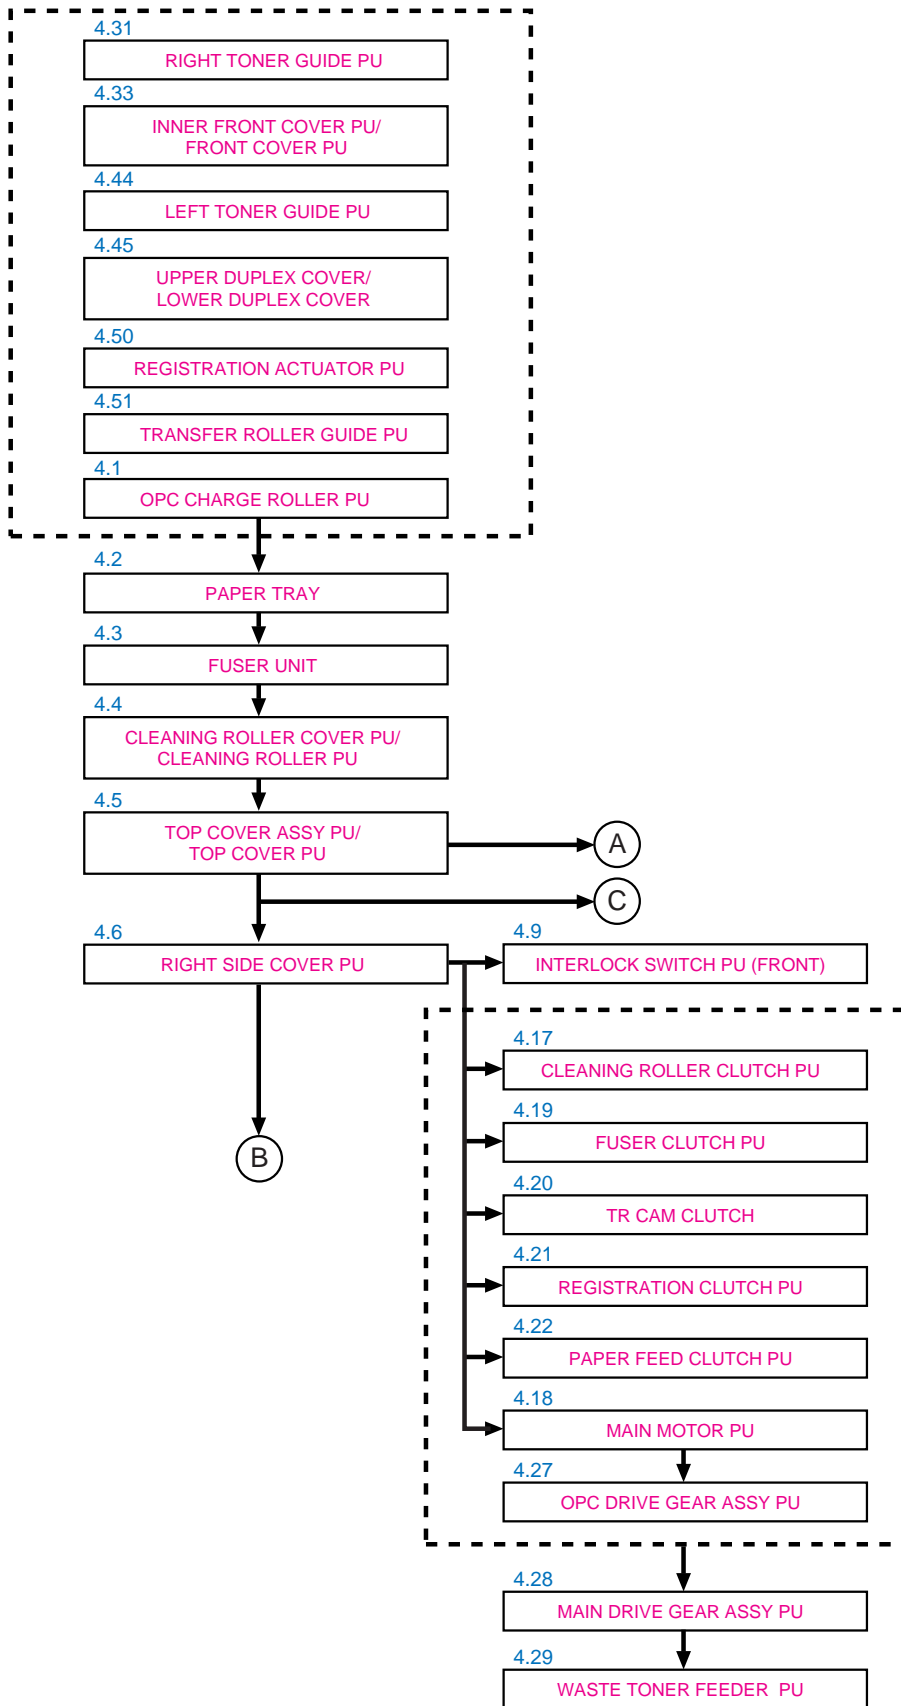 4.31
RIGHT TONER GUIDE PU
4.33
INNER FRONT COVER PU/
FRONT COVER PU
4.44
LEFT TONER GUIDE PU
4.45
UPPER DUPLEX COVER/
LOWER DUPLEX COVER
4.50
REGISTRATION ACTUATOR PU
4.51
TRANSFER ROLLER GUIDE PU
4.1
OPC CHARGE ROLLER PU
4.2
PAPER TRAY
4.3
FUSER UNIT
4.4
CLEANING ROLLER COVER PU/
CLEANING ROLLER PU
4.5
TOP COVER ASSY PU/
TOP COVER PU
A
C
4.6
RIGHT SIDE COVER PU
B
4.9
INTERLOCK SWITCH PU (FRONT)
4.17
CLEANING ROLLER CLUTCH PU
4.19
FUSER CLUTCH PU
4.20
TR CAM CLUTCH
4.21
REGISTRATION CLUTCH PU
4.22
PAPER FEED CLUTCH PU
4.18
MAIN MOTOR PU
4.27
OPC DRIVE GEAR ASSY PU
4.28
MAIN DRIVE GEAR ASSY PU
4.29
WASTE TONER FEEDER PU